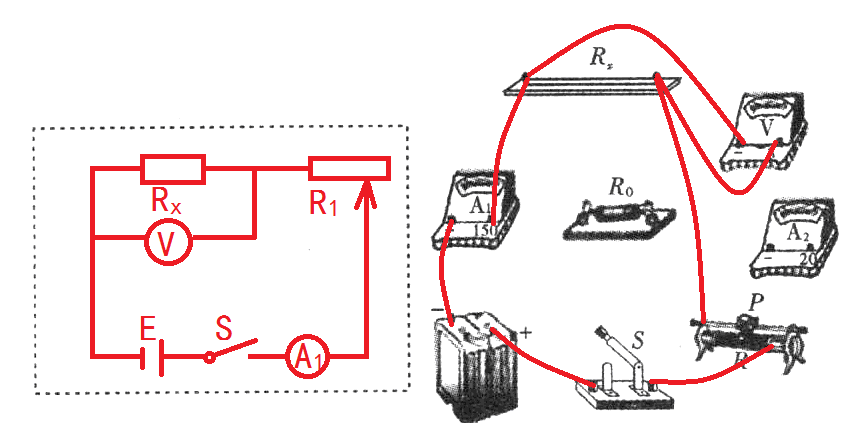 Rx
R1
V
E
S
A1
Rx
V
-
A1
150
R0
A2
-
20
-
+
S
P
R